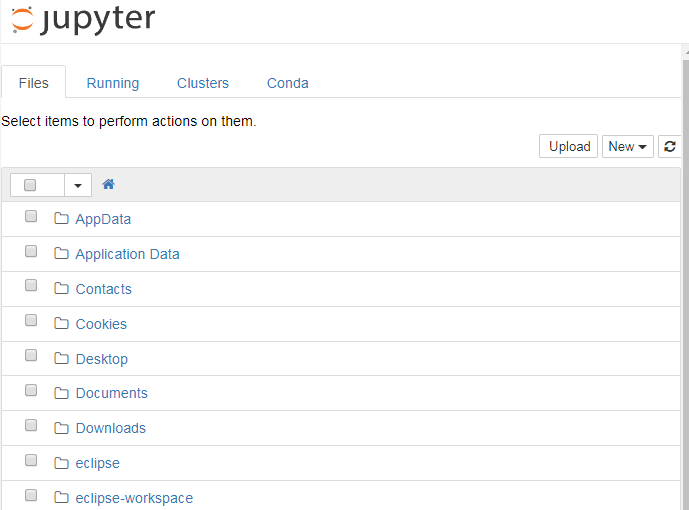 jupyter
Files Running Clusters Conda
Select items to perform actions on them.
Upload New
AppData
Application Data
Contacts
Cookies
Desktop
Documents
Downloads
eclipse
eclipse-workspace